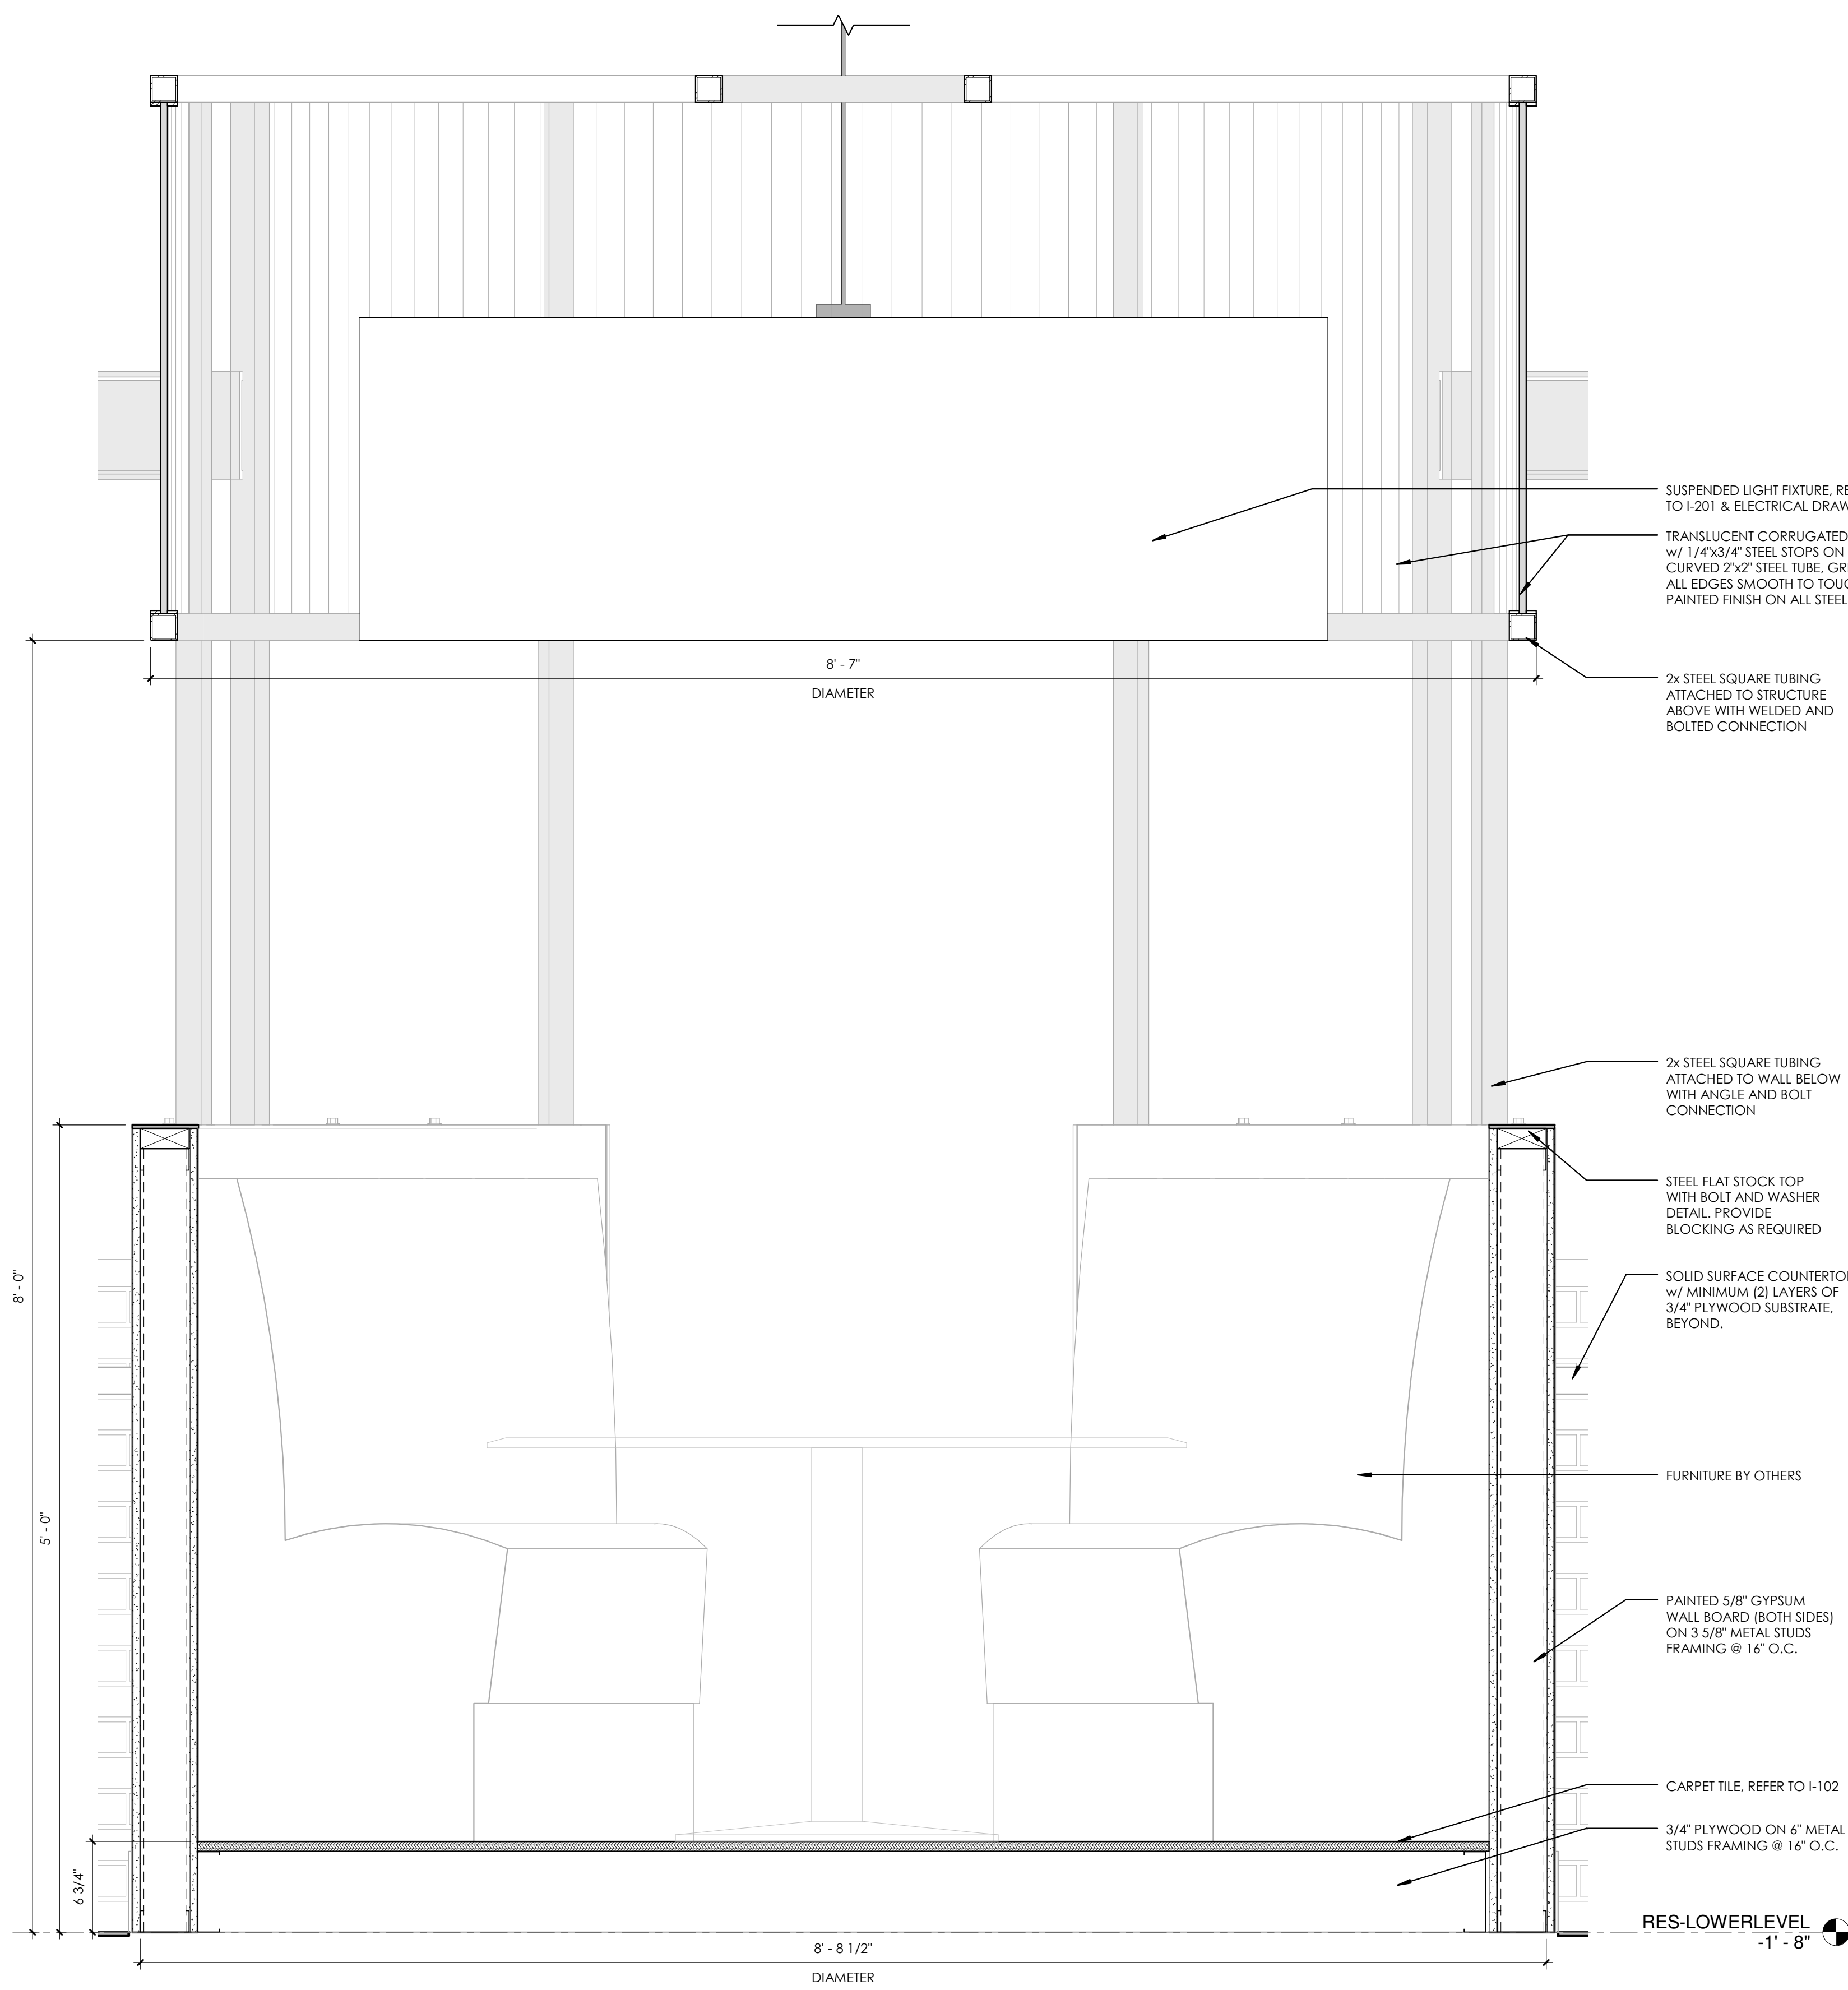 SUSPENDED LIGHT FIXTURE, RE
TO I-201 & ELECTRICAL DRAW
TRANSLUCENT CORRUGATED
w/ 1/4"x3/4" STEEL STOPS ON
CURVED 2"x2" STEEL TUBE, GR
ALL EDGES SMOOTH TO TOUC
PAINTED FINISH ON ALL STEEL
8' - 7"
DIAMETER
2x STEEL SQUARE TUBING
ATTACHED TO STRUCTURE
ABOVE WITH WELDED AND
BOLTED CONNECTION
2x STEEL SQUARE TUBING
ATTACHED TO WALL BELOW
WITH ANGLE AND BOLT
CONNECTION
STEEL FLAT STOCK TOP
WITH BOLT AND WASHER
DETAIL. PROVIDE
BLOCKING AS REQUIRED
8' - 0"
SOLID SURFACE COUNTERTO
w/ MINIMUM (2) LAYERS OF
3/4" PLYWOOD SUBSTRATE,
BEYOND.
FURNITURE BY OTHERS
5' - 0"
PAINTED 5/8" GYPSUM
WALL BOARD (BOTH SIDES)
ON 3 5/8" METAL STUDS
FRAMING @ 16" O.C.
CARPET TILE, REFER TO I-102
3/4" PLYWOOD ON 6" METAL
STUDS FRAMING @ 16" O.C.
6 3/4"
RES-LOWERLEVEL
-1' - 8"
8' - 8 1/2"
DIAMETER